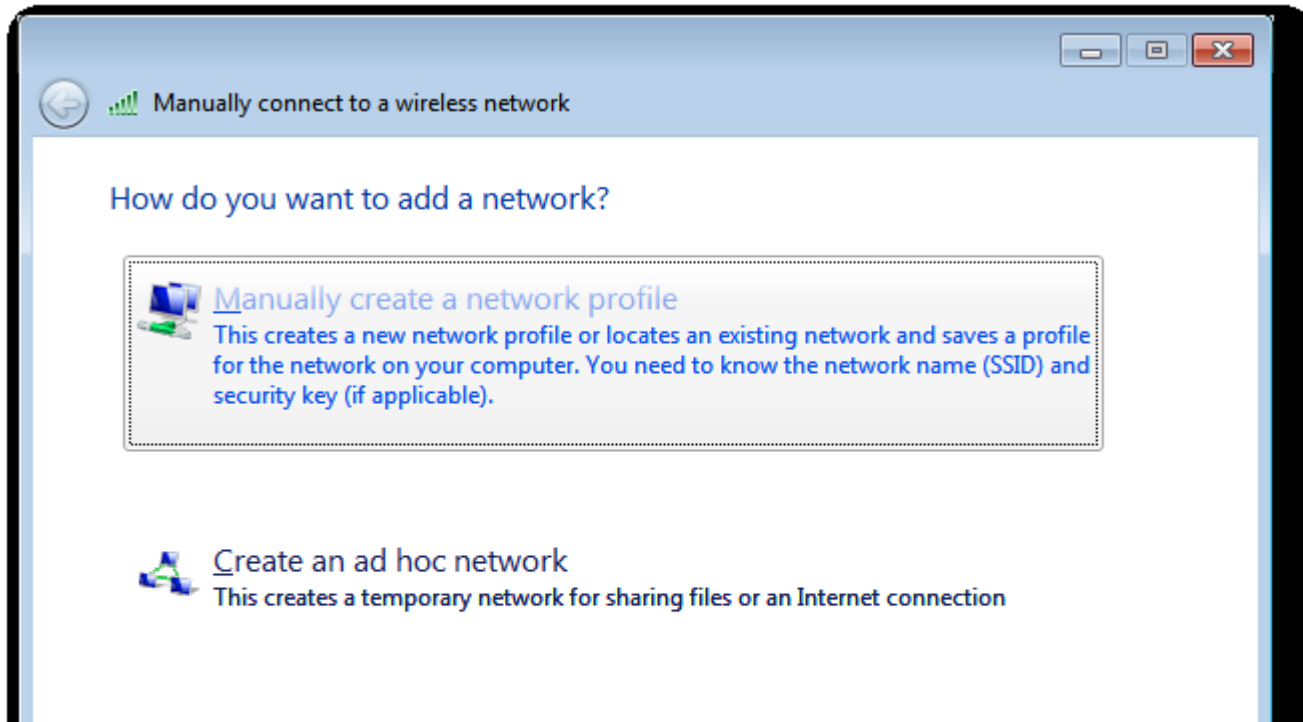 Manually connect to a wireless network
How do you want to add a network?
Manually create a network profile
This creates a new network profile or locates an existing network and saves a profile
for the network on your computer. You need to know the network name (SSID) and
security key (if applicable).
Create an ad hoc network
This creates a temporary network for sharing files or an Internet connection